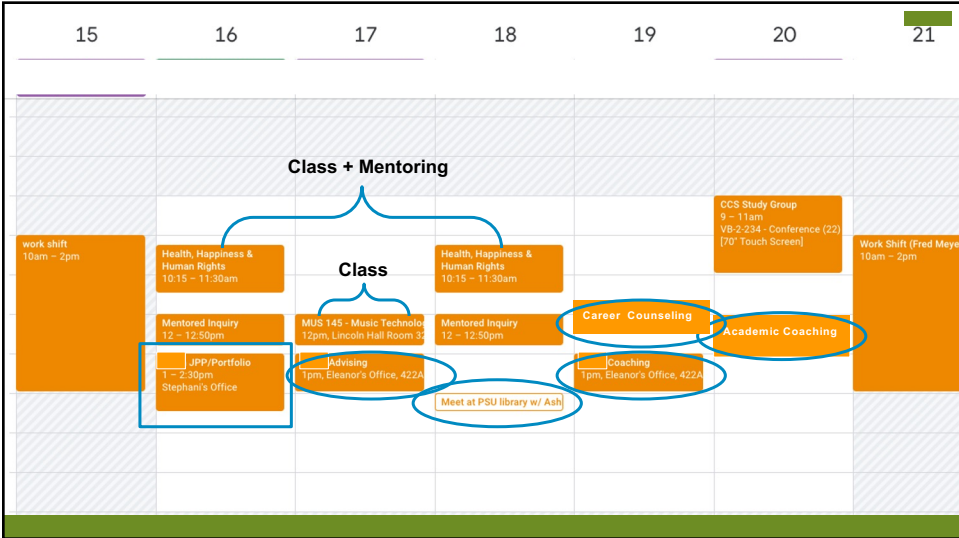 15 16 17 18 19 20 21
Class + Mentoring
Class
work shift
10am – 2pm
Health, Happiness &
Human Rights
10:15 – 11:30am
Mentored Inquiry
12 – 12:50pm
JPP/Portfolio
1 – 2:30pm
Stephani's Office
MUS 145 - Music Technolo
12pm, Lincoln Hall Room 32
Advising
1pm, Eleanor's Office, 422A
Health, Happiness &
Human Rights
10:15 – 11:30am
Mentored Inquiry
12 – 12:50pm
Meet at PSU library w/ Ash
Career Counseling
Coaching
1pm, Eleanor's Office, 422A
CCS Study Group
9 – 11am
VB-2-234 - Conference (22)
[70" Touch Screen]
Academic Coaching
Work Shift (Fred Meye
10am – 2pm